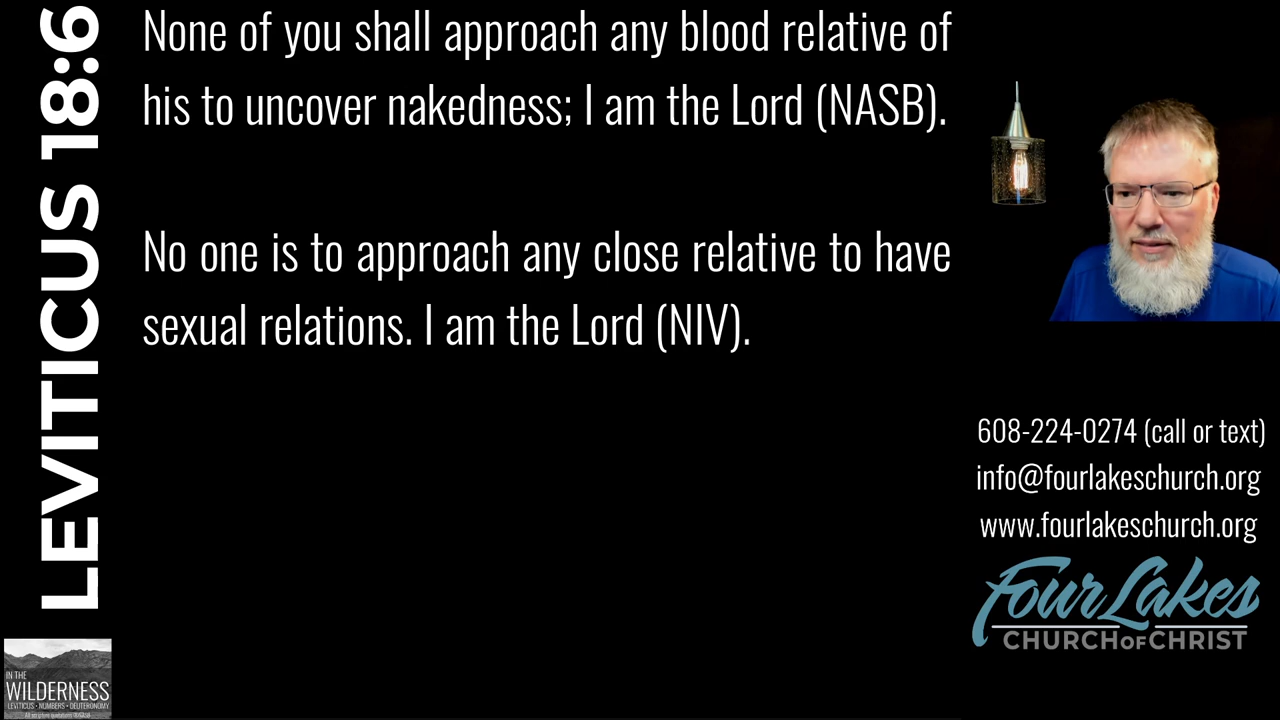 LEVITICUS 18:6
None of you shall approach any blood relative of
his to uncover nakedness; I am the Lord (NASB).
No one is to approach any close relative to have
sexual relations. I am the Lord (NIV).
608-224-0274 (call or text)
info@fourlakeschurch.org
www.fourlakeschurch.org
Four Lakes
CHURCH OF CHRIST
IN THE
WILDERNESS
LEVITICUS • NUMBERS • DEUTERONOMY